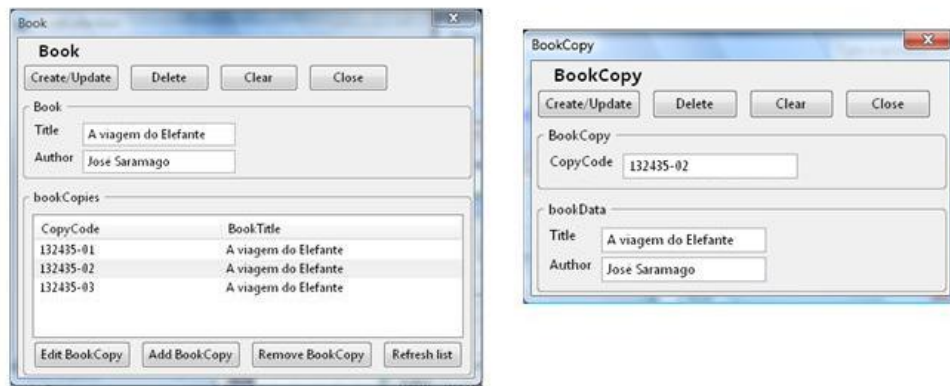 Book
Book
Create/Update Delete Clear Close
Book
Title A viagem do Elefante
Author José Saramago
bookCopies
CopyCode BookTitle
132435-01 A viagem do Elefante
132435-02 A viagem do Elefante
132435-03 A viagem do Elefante
Edit BookCopy Add BookCopy Remove BookCopy Refresh list
BookCopy
BookCopy
Create/Update Delete Clear Close
BookCopy
CopyCode 132435-02
bookData
Title A viagem do Elefante
Author José Saramago